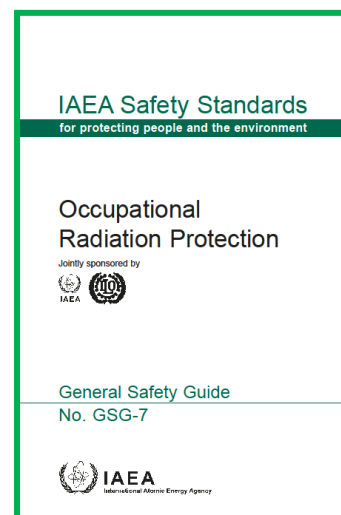 IAEA Safety Standards
for protecting people and the environment
Occupational
Radiation Protection
Jointly sponsored by
IAEA
ILO
General Safety Guide
No. GSG-7
IAEA
International Atomic Energy Agency